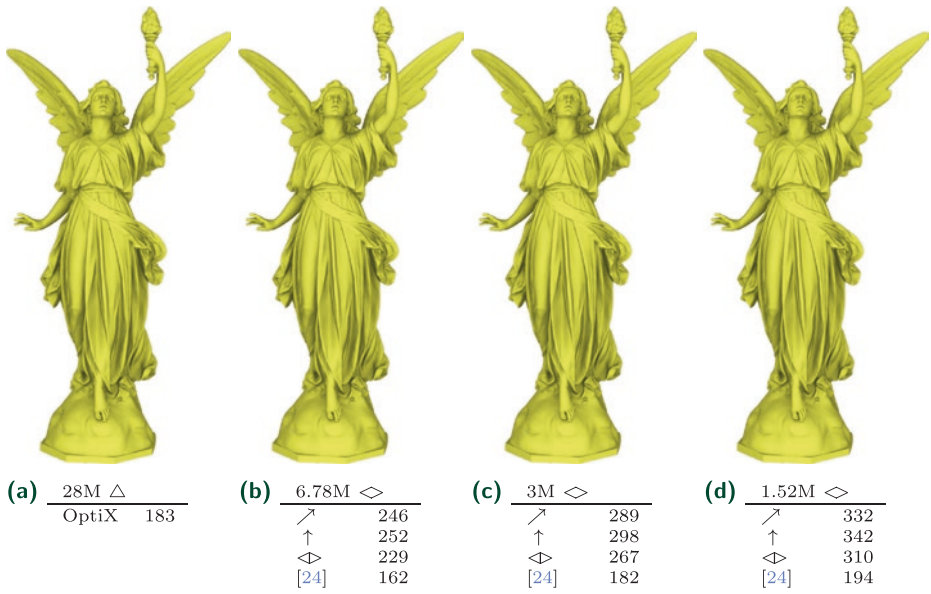 (a) 28M △
OptiX 183
(b) 6.78M ◇
↗ 246
↑ 252
◁▷ 229
[24] 162
(c) 3M ◇
↗ 289
↑ 298
◁▷ 267
[24] 182
(d) 1.52M ◇
↗ 332
↑ 342
◁▷ 310
[24] 194